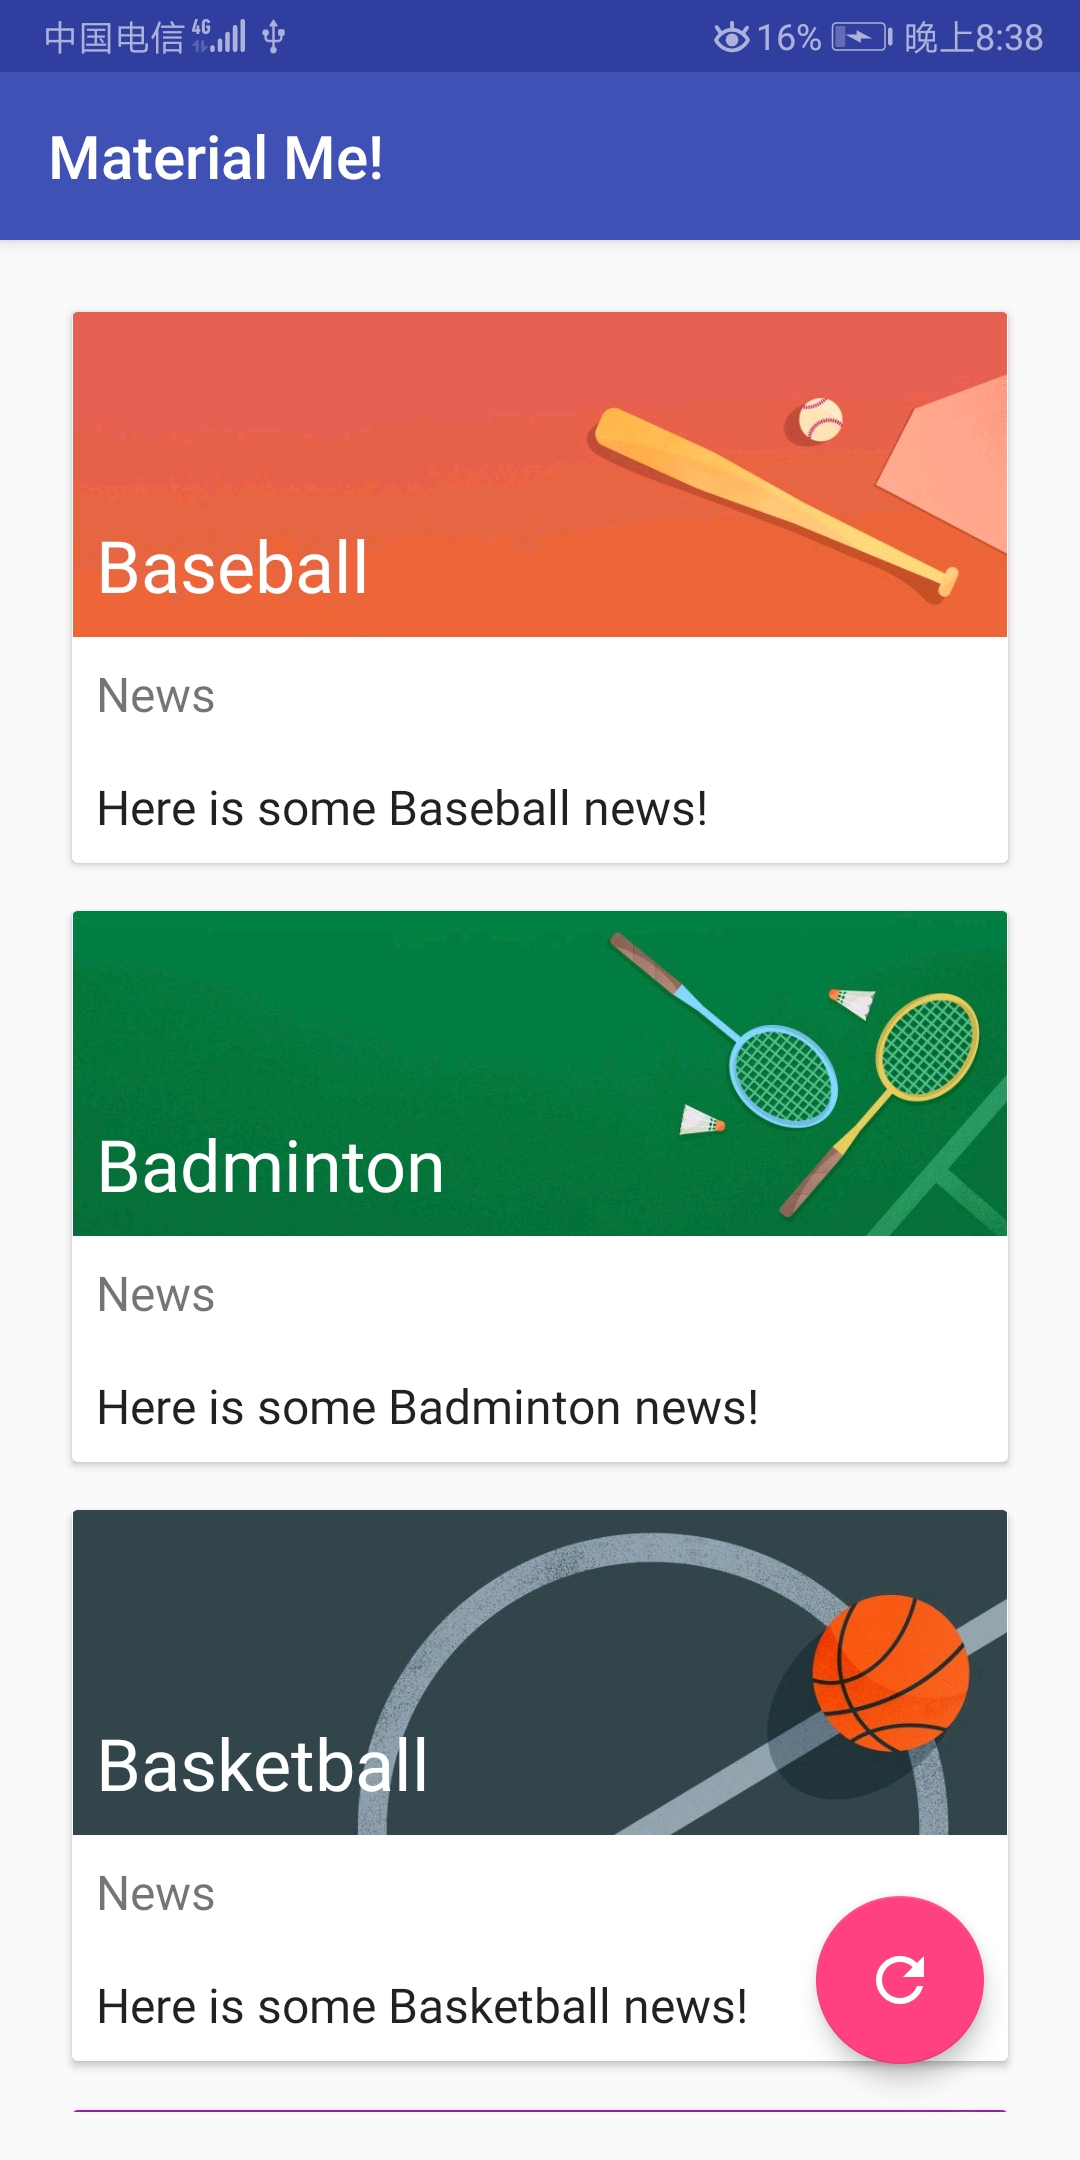 中国电信 4G 16% 晚上8:38
Material Me!
Baseball
News
Here is some Baseball news!
Badminton
News
Here is some Badminton news!
Basketball
News
Here is some Basketball news!